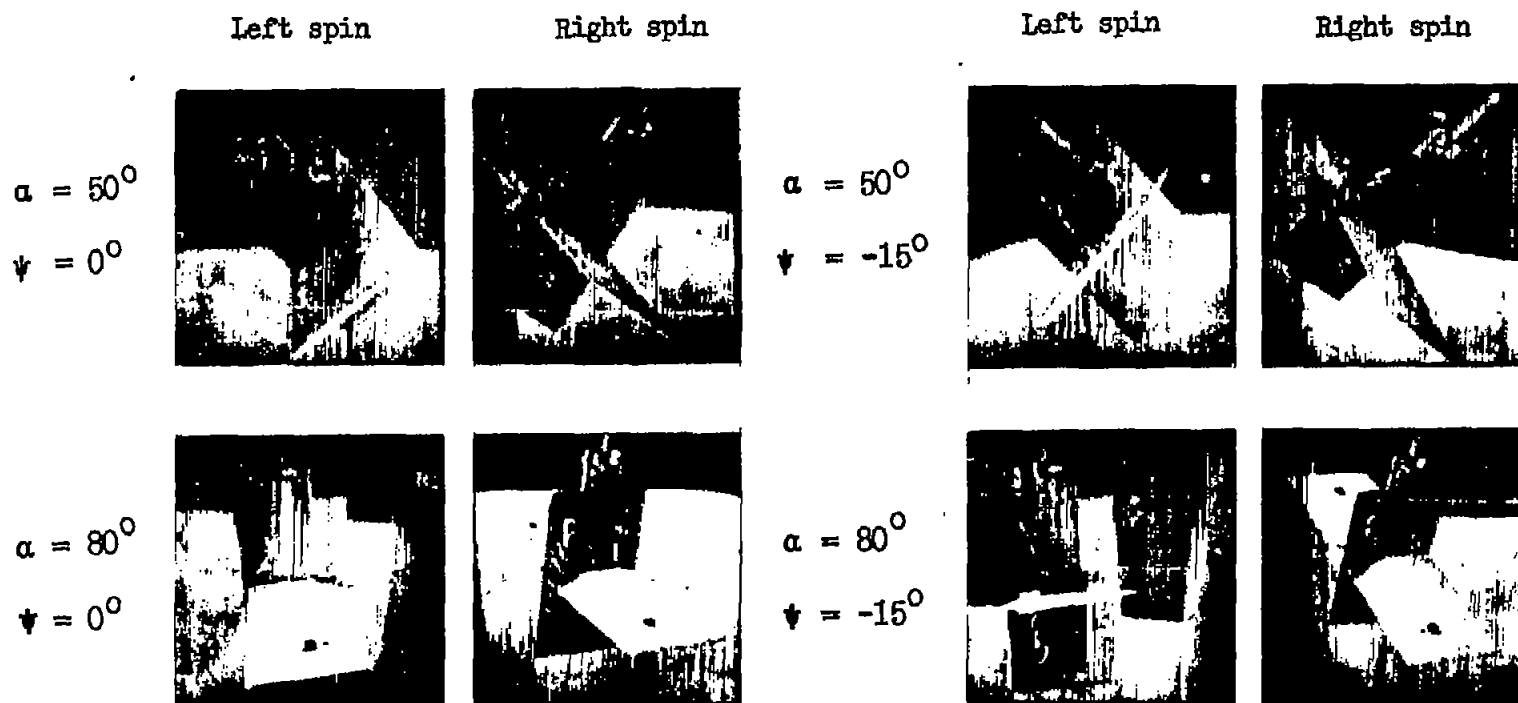 Left spin Right spin Left spin Right spin
α = 50° α = 50°
ψ = 0° ψ = -15°
α = 80° α = 80°
ψ = 0° ψ = -15°